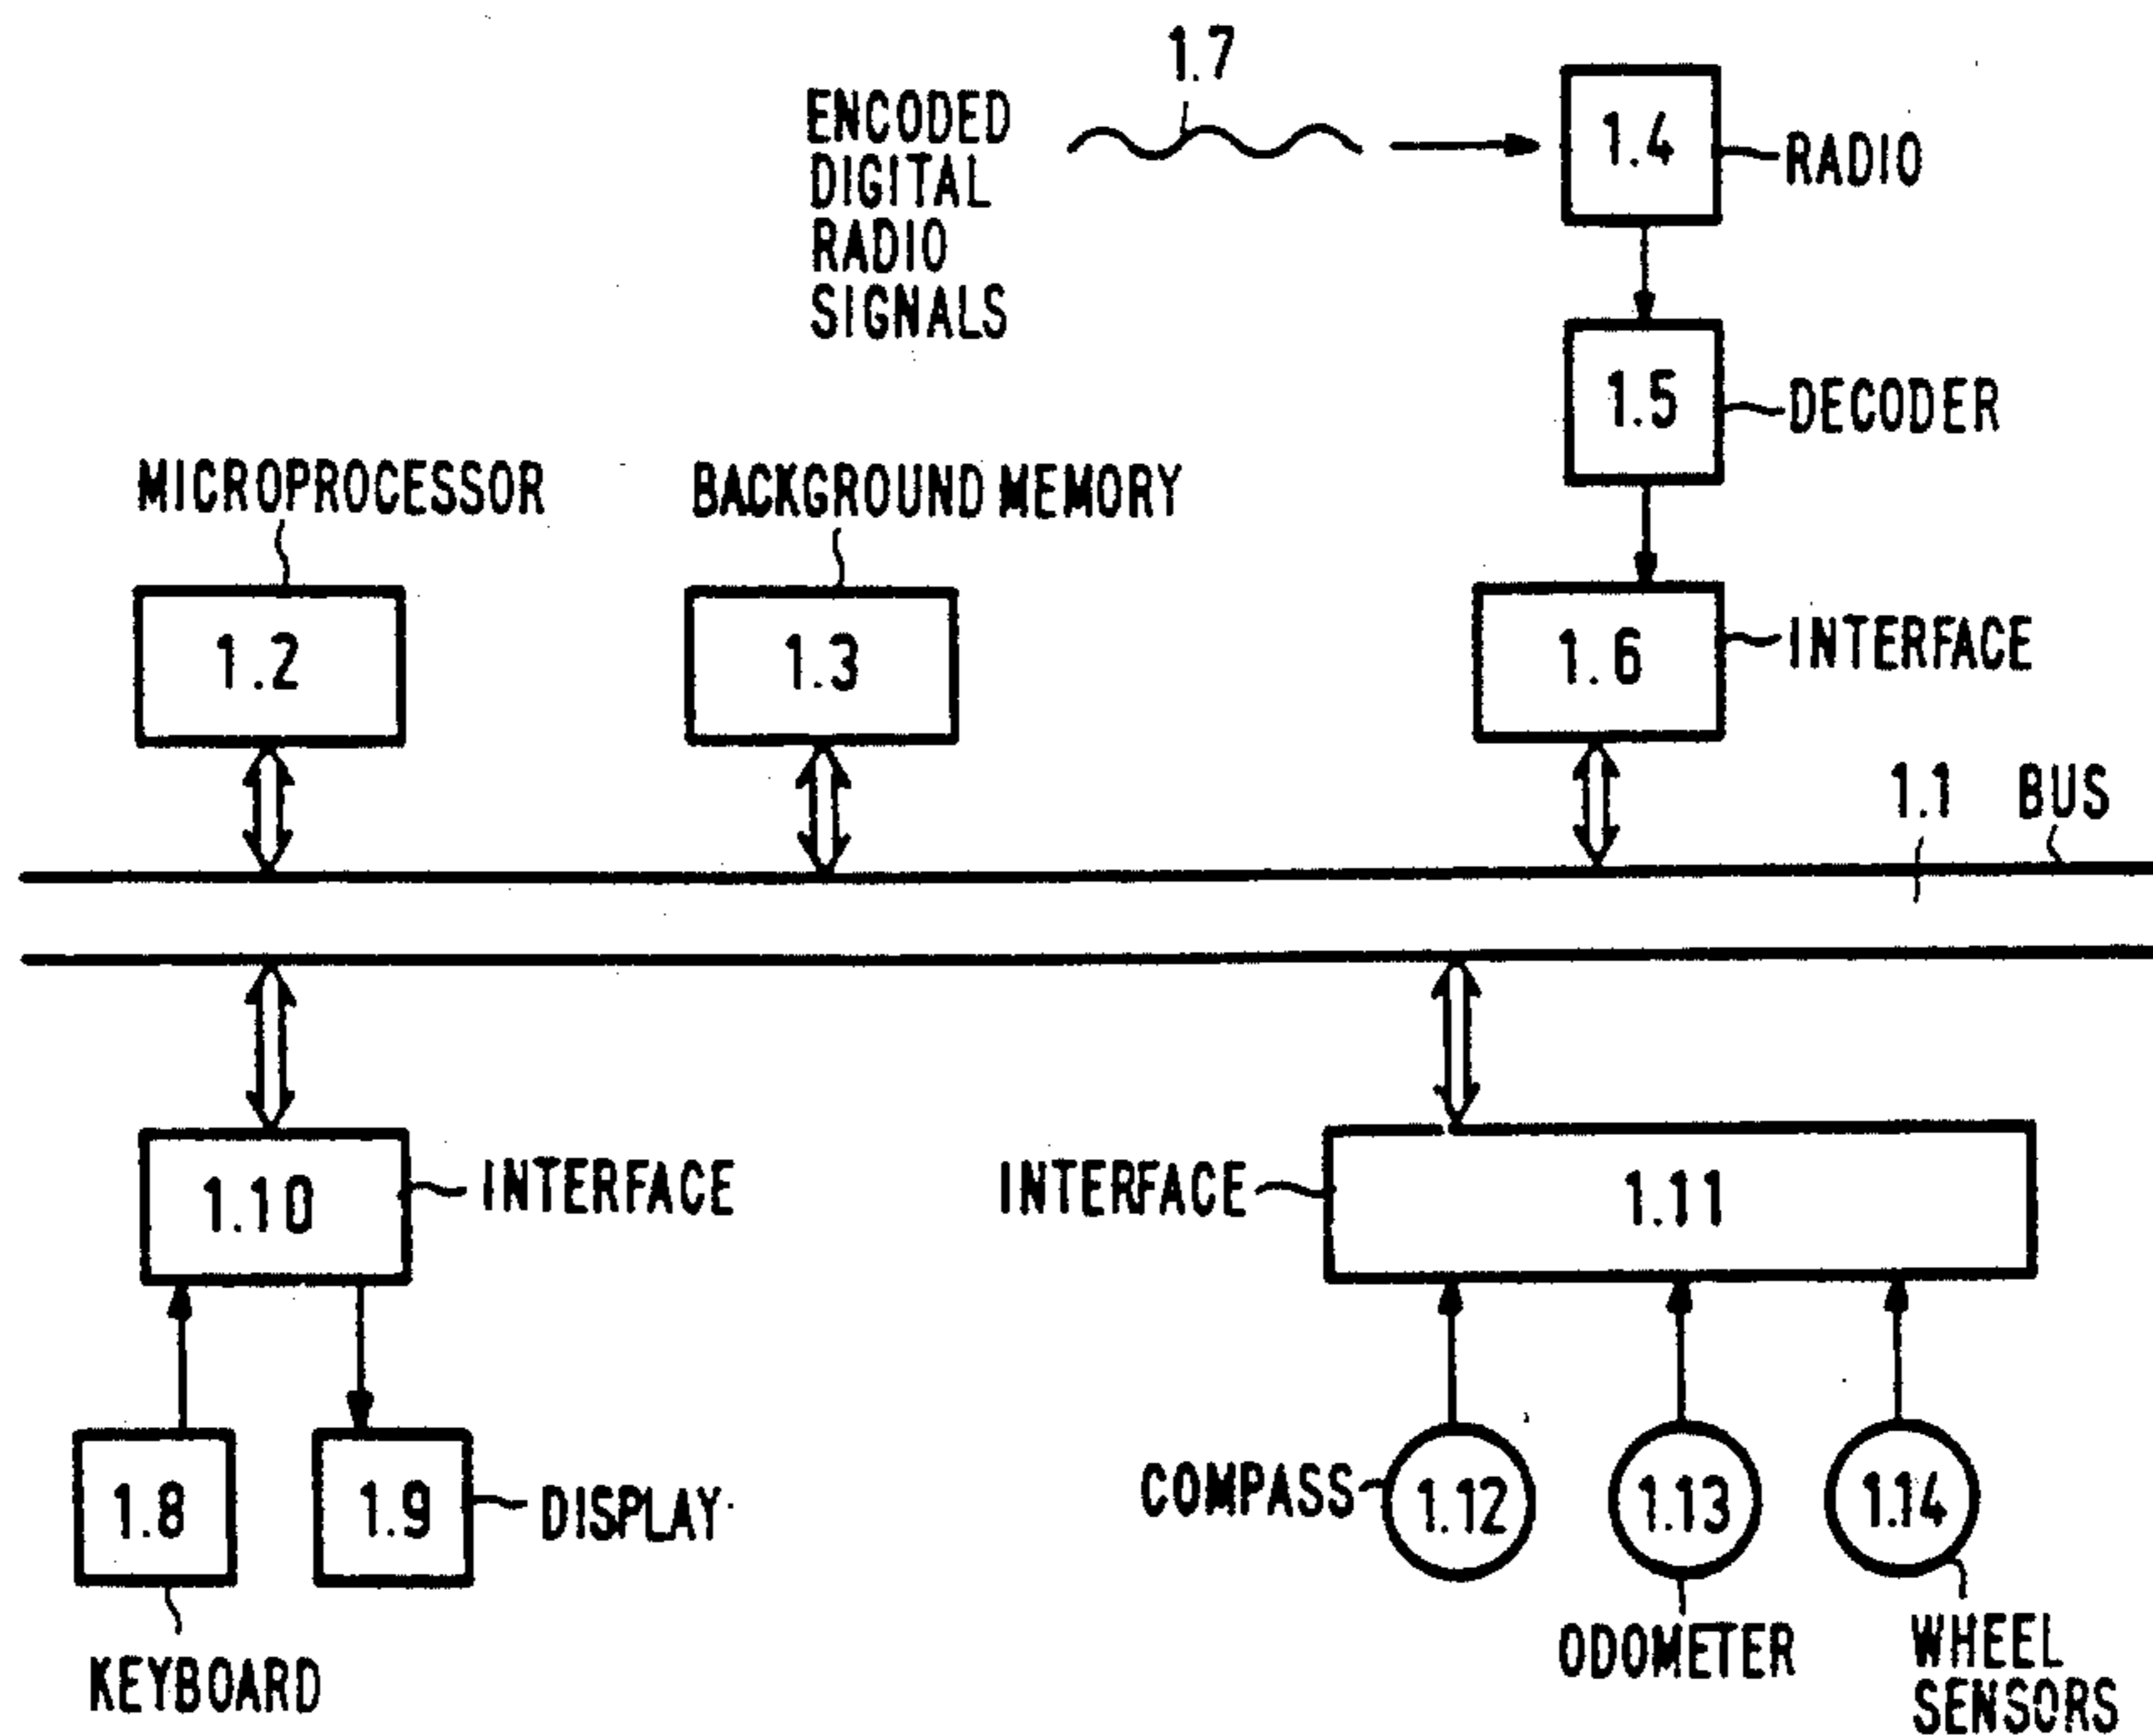 1.7
ENCODED
DIGITAL
RADIO
SIGNALS
1.4
RADIO
1.5
DECODER
MICROPROCESSOR
BACKGROUND MEMORY
1.2
1.3
1.6
INTERFACE
1.1 BUS
1.10
INTERFACE
INTERFACE
1.11
1.8
1.9
DISPLAY
COMPASS
1.12
1.13
1.14
KEYBOARD
ODOMETER
WHEEL
SENSORS